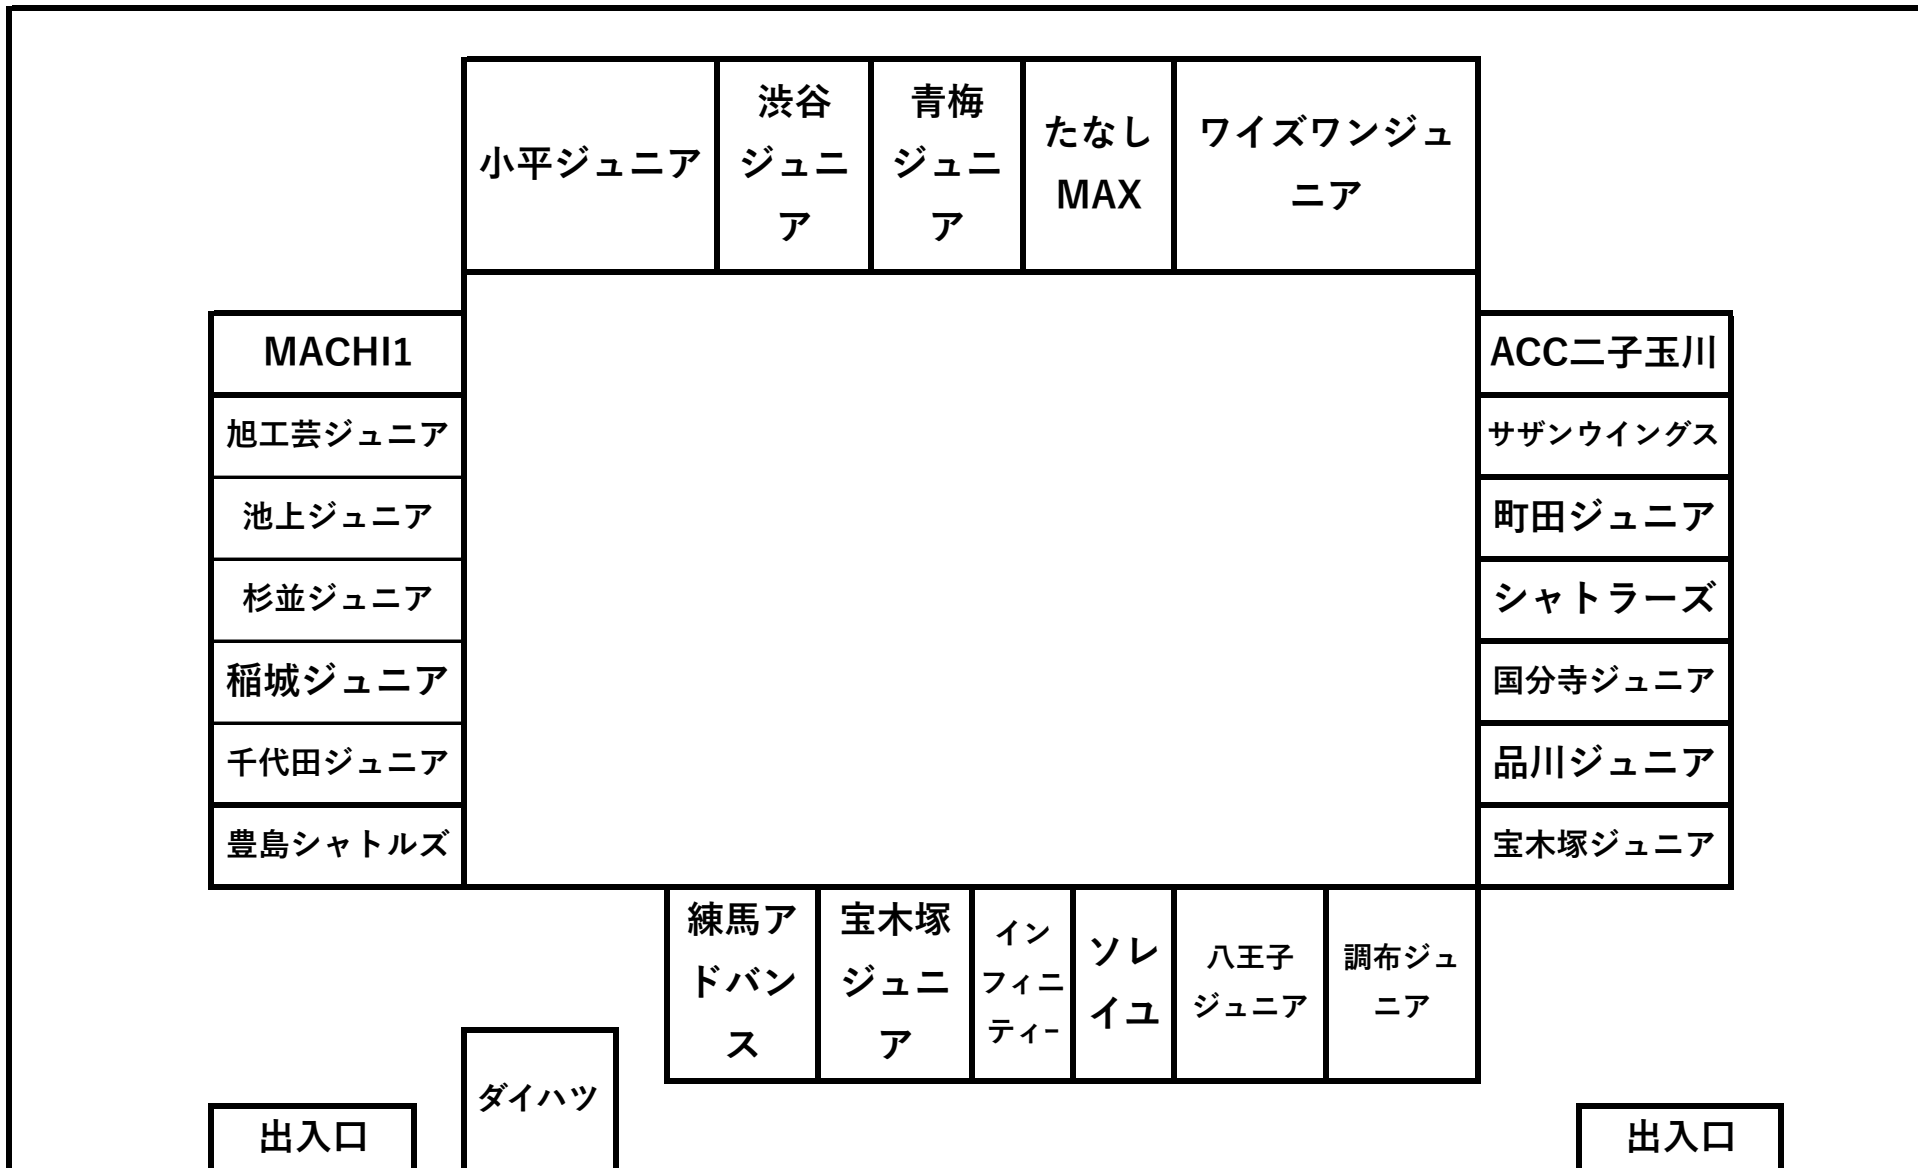 小平ジュニア
渋谷
ジュニ
ア
青梅
ジュニ
ア
たなし
MAX
ワイズワンジュ
ニア
MACHI1
旭工芸ジュニア
池上ジュニア
杉並ジュニア
稲城ジュニア
千代田ジュニア
豊島シャトルズ
ACC二子玉川
サザンウイングス
町田ジュニア
シャトラーズ
国分寺ジュニア
品川ジュニア
宝木塚ジュニア
練馬ア
ドバン
ス
宝木塚
ジュニ
ア
イン
フィニ
ティー
ソレ
イユ
八王子
ジュニア
調布ジュ
ニア
ダイハツ
出入口
出入口